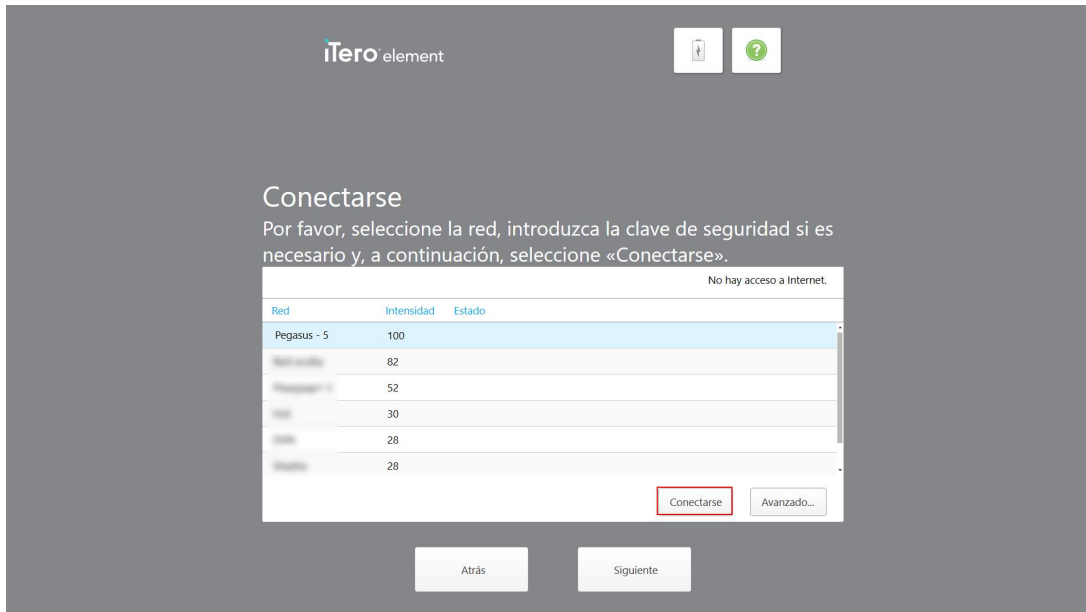 iTero element
Conectarse
Por favor, seleccione la red, introduzca la clave de seguridad si es
necesario y, a continuación, seleccione «Conectarse».
No hay acceso a Internet.
Red Intensidad Estado
Pegasus - 5 100
82
52
30
28
28
Conectarse Avanzado...
Atrás Siguiente